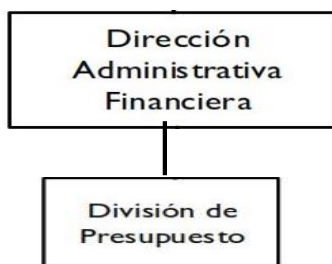 Dirección
Administrativa
Financiera
División de
Presupuesto